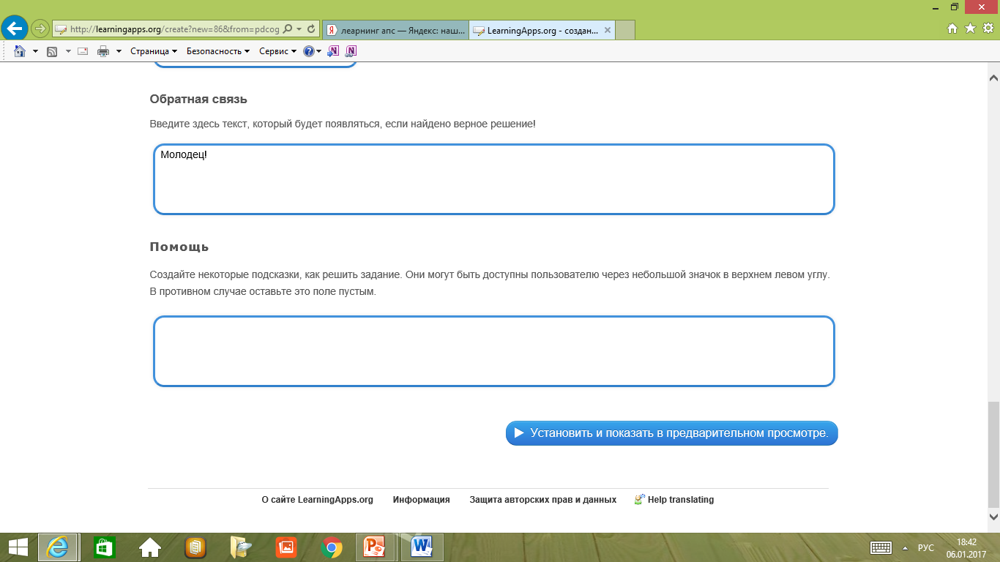 http://learningapps.org/create?new=86&from=pdcog
леарнинг апс — Яндекс: наш...
LearningApps.org - создан...
Страница
Безопасность
Сервис
Обратная связь
Введите здесь текст, который будет появляться, если найдено верное решение!
Молодец!
Помощь
Создайте некоторые подсказки, как решить задание. Они могут быть доступны пользователю через небольшой значок в верхнем левом углу.
В противном случае оставьте это поле пустым.
Установить и показать в предварительном просмотре.
О сайте LearningApps.org Информация Защита авторских прав и данных Help translating
РУС
18:42
06.01.2017